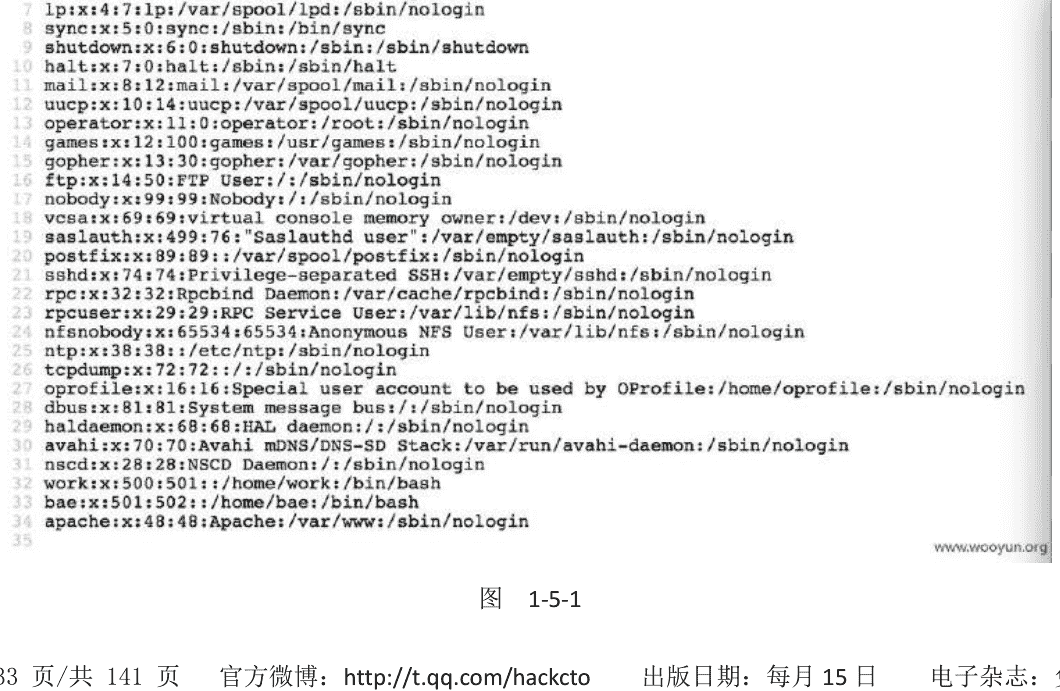 7 lp:x:4:7:lp:/var/spool/lpd:/sbin/nologin
8 sync:x:5:0:sync:/sbin:/bin/sync
9 shutdown:x:6:0:shutdown:/sbin:/sbin/shutdown
10 halt:x:7:0:halt:/sbin:/sbin/halt
11 mail:x:8:12:mail:/var/spool/mail:/sbin/nologin
12 uucp:x:10:14:uucp:/var/spool/uucp:/sbin/nologin
13 operator:x:11:0:operator:/root:/sbin/nologin
14 games:x:12:100:games:/usr/games:/sbin/nologin
15 gopher:x:13:30:gopher:/var/gopher:/sbin/nologin
16 ftp:x:14:50:FTP User:/:/sbin/nologin
17 nobody:x:99:99:Nobody:/:/sbin/nologin
18 vcsa:x:69:69:virtual console memory owner:/dev:/sbin/nologin
19 saslauth:x:499:76:"Saslauthd user":/var/empty/saslauth:/sbin/nologin
20 postfix:x:89:89::/var/spool/postfix:/sbin/nologin
21 sshd:x:74:74:Privilege-separated SSH:/var/empty/sshd:/sbin/nologin
22 rpc:x:32:32:Rpcbind Daemon:/var/cache/rpcbind:/sbin/nologin
23 rpcuser:x:29:29:RPC Service User:/var/lib/nfs:/sbin/nologin
24 nfsnobody:x:65534:65534:Anonymous NFS User:/var/lib/nfs:/sbin/nologin
25 ntp:x:38:38::/etc/ntp:/sbin/nologin
26 tcpdump:x:72:72::/:/sbin/nologin
27 oprofile:x:16:16:Special user account to be used by OProfile:/home/oprofile:/sbin/nologin
28 dbus:x:81:81:System message bus:/:/sbin/nologin
29 haldaemon:x:68:68:HAL daemon:/:/sbin/nologin
30 avahi:x:70:70:Avahi mDNS/DNS-SD Stack:/var/run/avahi-daemon:/sbin/nologin
31 nscd:x:28:28:NSCD Daemon:/:/sbin/nologin
32 work:x:500:501::/home/work:/bin/bash
33 bae:x:501:502::/home/bae:/bin/bash
34 apache:x:48:48:Apache:/var/www:/sbin/nologin
35
www.wooyun.org
图 1-5-1
33 页/共 141 页 官方微博：http://t.qq.com/hackcto 出版日期：每月 15 日 电子杂志：